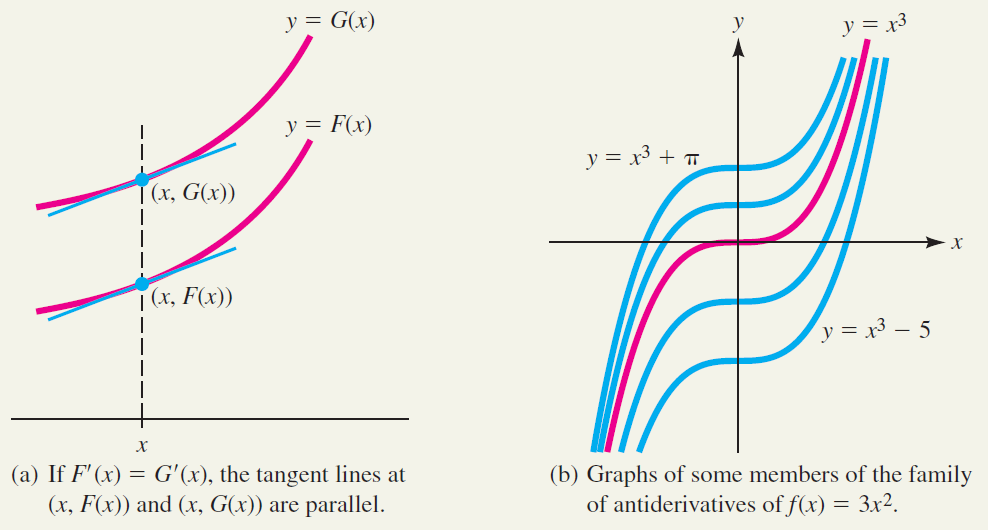 y = G(x)
y = F(x)
(x, G(x))
(x, F(x))
x
(a) If F′(x) = G′(x), the tangent lines at
(x, F(x)) and (x, G(x)) are parallel.
y
y = x³
y = x³ + π
x
y = x³ − 5
(b) Graphs of some members of the family
of antiderivatives of f(x) = 3x².